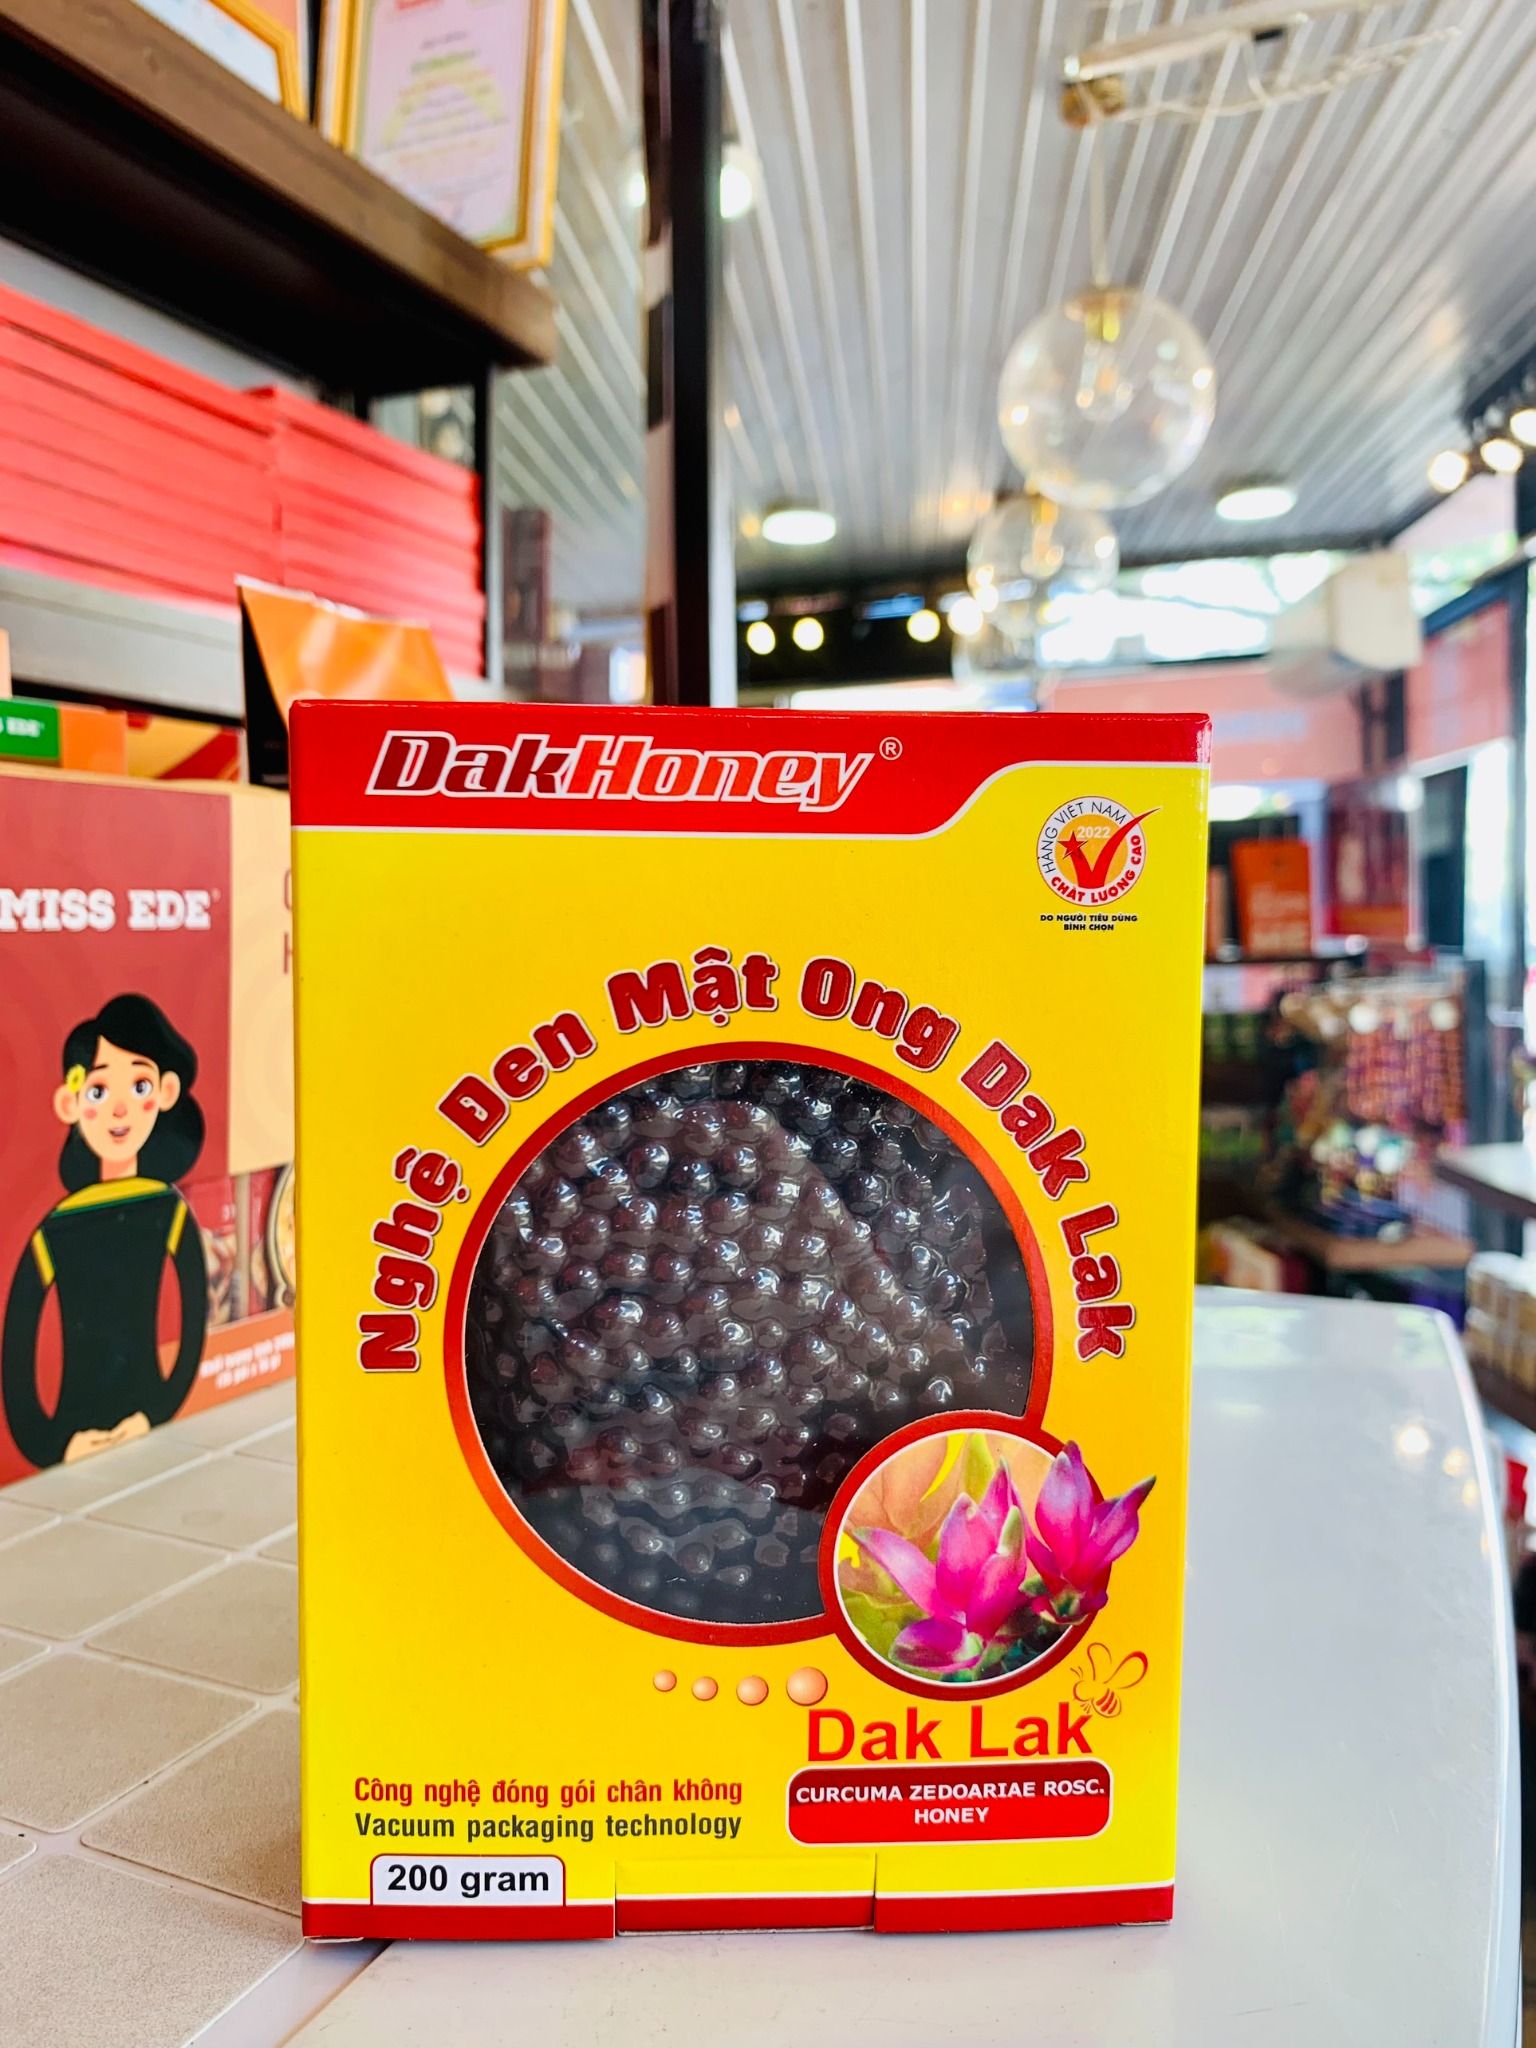 DakHoney®
HÀNG VIỆT NAM
2022
CHẤT LƯỢNG CAO
DO NGƯỜI TIÊU DÙNG
BÌNH CHỌN
Nghệ Đen Mật Ong Dak Lak
MISS EDE
Dak Lak
CURCUMA ZEDOARIAE ROSC.
HONEY
Công nghệ đóng gói chân không
Vacuum packaging technology
200 gram